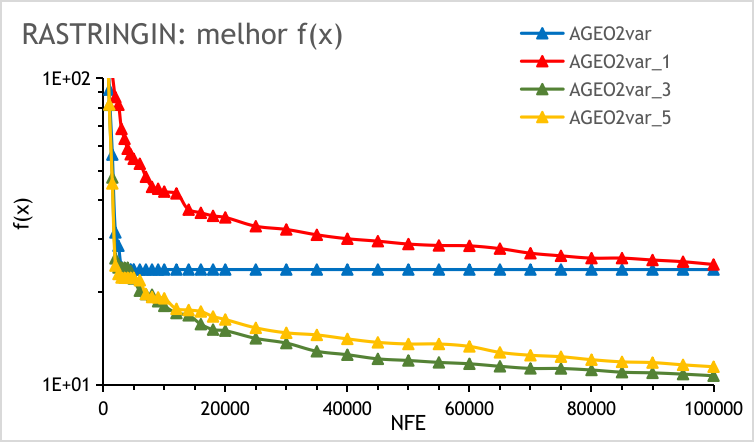 RASTRINGIN: melhor f(x)
AGEO2var
AGEO2var_1
AGEO2var_3
AGEO2var_5
1E+02
f(x)
1E+01
0 20000 40000 60000 80000 100000
NFE